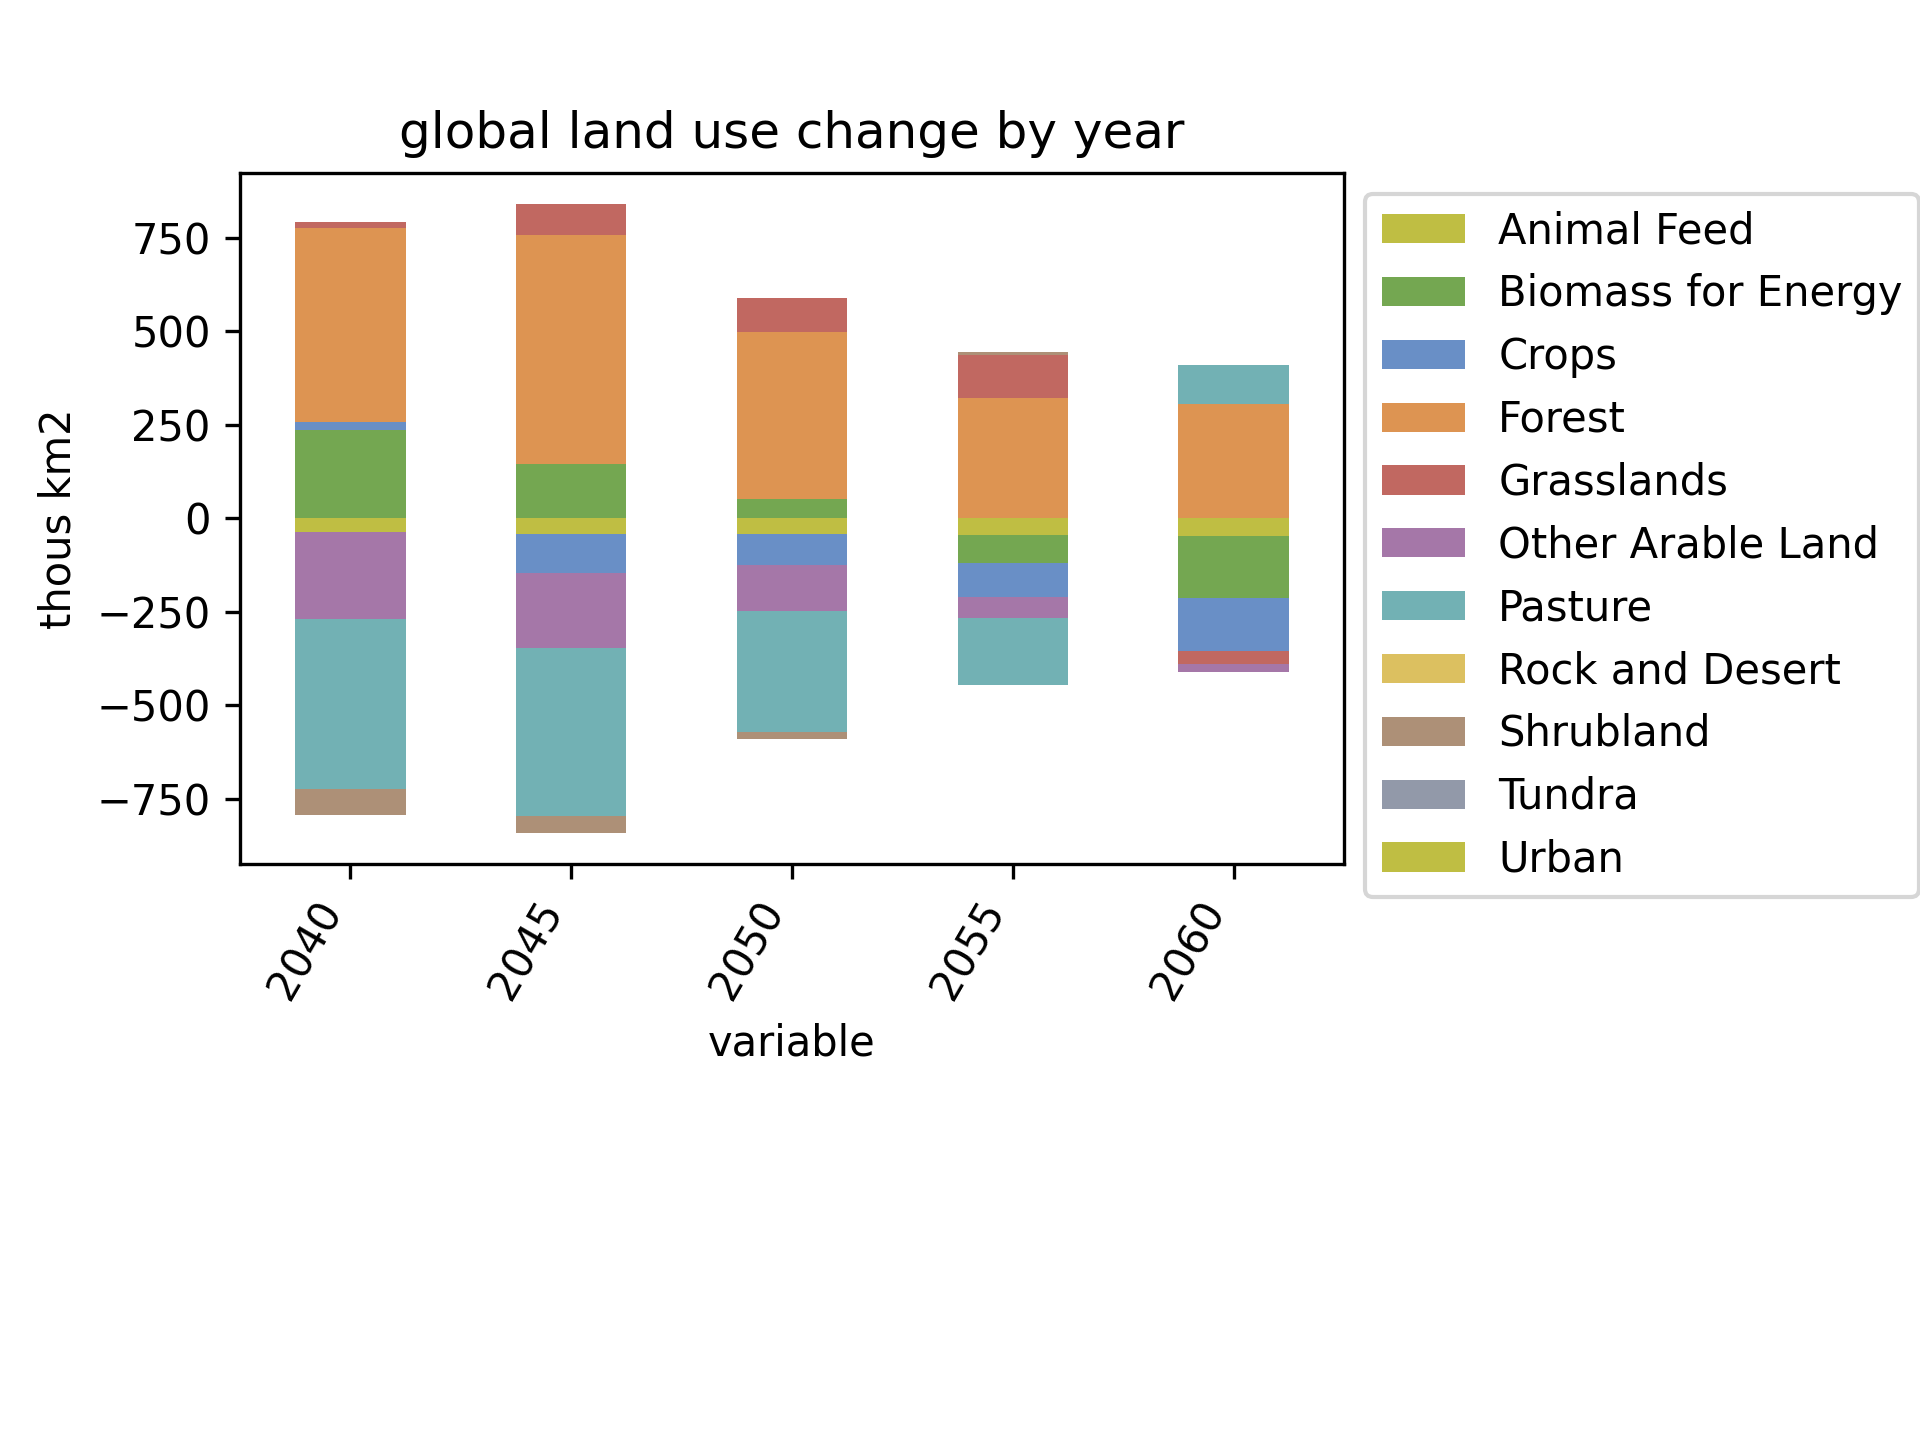 global land use change by year
thous km2
750
500
250
0
−250
−500
−750
2040
2045
2050
2055
2060
variable
Animal Feed
Biomass for Energy
Crops
Forest
Grasslands
Other Arable Land
Pasture
Rock and Desert
Shrubland
Tundra
Urban